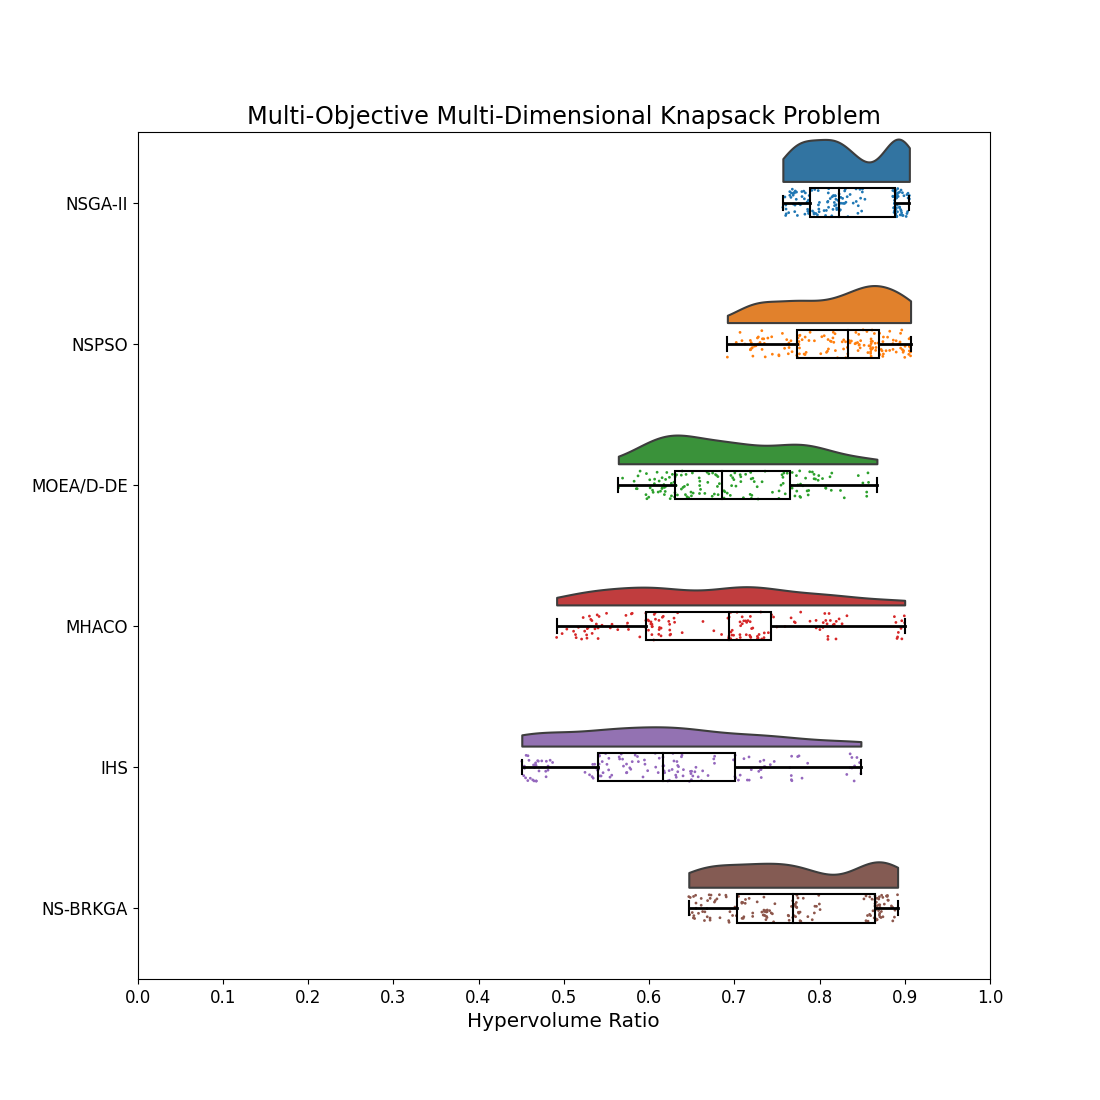 Multi-Objective Multi-Dimensional Knapsack Problem
NSGA-II
NSPSO
MOEA/D-DE
MHACO
IHS
NS-BRKGA
0.0 0.1 0.2 0.3 0.4 0.5 0.6 0.7 0.8 0.9 1.0
Hypervolume Ratio